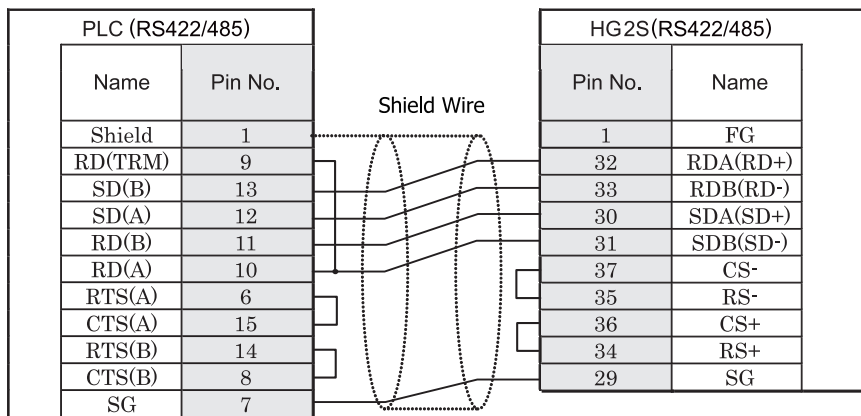 PLC (RS422/485)
Name Pin No.
Shield 1
RD(TRM) 9
SD(B) 13
SD(A) 12
RD(B) 11
RD(A) 10
RTS(A) 6
CTS(A) 15
RTS(B) 14
CTS(B) 8
SG 7
Shield Wire
HG2S(RS422/485)
Pin No. Name
1 FG
32 RDA(RD+)
33 RDB(RD-)
30 SDA(SD+)
31 SDB(SD-)
37 CS-
35 RS-
36 CS+
34 RS+
29 SG